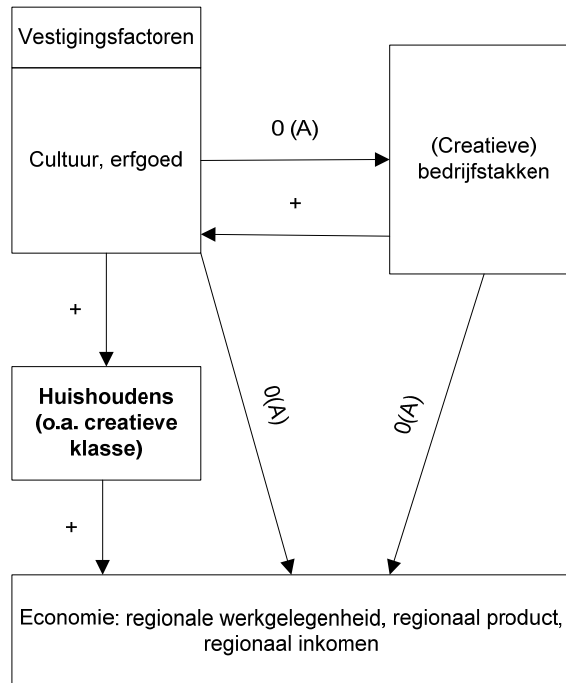 Vestigingsfactoren
Cultuur, erfgoed
0 (A)
(Creatieve)
bedrijfstakken
+
+
Huishoudens
(o.a. creatieve
klasse)
0(A)
0(A)
+
Economie: regionale werkgelegenheid, regionaal product,
regionaal inkomen